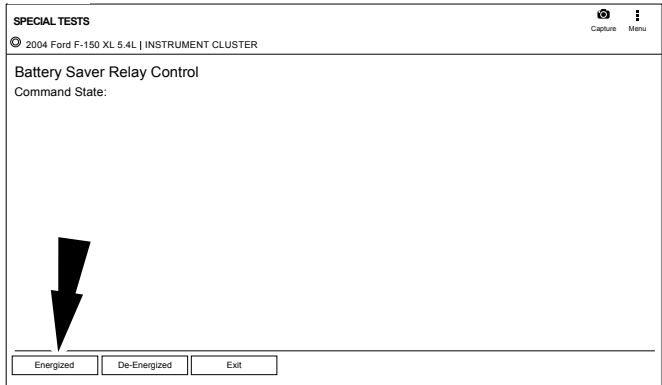 SPECIAL TESTS
Capture
Menu
2004 Ford F-150 XL 5.4L | INSTRUMENT CLUSTER
Battery Saver Relay Control
Command State:
Energized
De-Energized
Exit